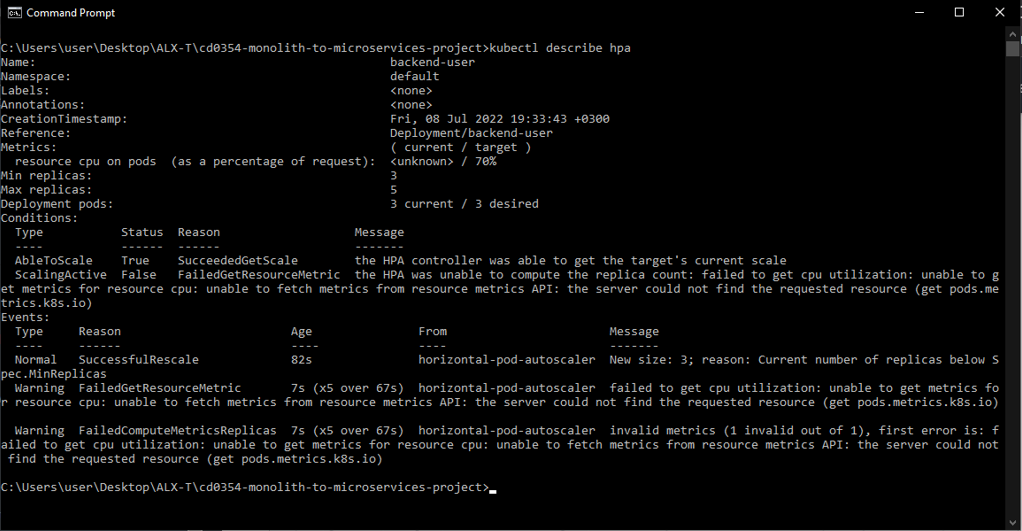 Command Prompt
C:\Users\user\Desktop\ALX-T\cd0354-monolith-to-microservices-project>kubectl describe hpa
Name:                                                  backend-user
Namespace:                                             default
Labels:                                                <none>
Annotations:                                           <none>
CreationTimestamp:                                     Fri, 08 Jul 2022 19:33:43 +0300
Reference:                                             Deployment/backend-user
Metrics:                                               ( current / target )
  resource cpu on pods  (as a percentage of request):  <unknown> / 70%
Min replicas:                                          3
Max replicas:                                          5
Deployment pods:                                       3 current / 3 desired
Conditions:
  Type           Status  Reason                   Message
  ----           ------  ------                   -------
  AbleToScale    True    SucceededGetScale        the HPA controller was able to get the target's current scale
  ScalingActive  False   FailedGetResourceMetric  the HPA was unable to compute the replica count: failed to get cpu utilization: unable to g
et metrics for resource cpu: unable to fetch metrics from resource metrics API: the server could not find the requested resource (get pods.me
trics.k8s.io)
Events:
  Type     Reason                        Age               From                       Message
  ----     ------                        ----              ----                       -------
  Normal   SuccessfulRescale             82s               horizontal-pod-autoscaler  New size: 3; reason: Current number of replicas below S
pec.MinReplicas
  Warning  FailedGetResourceMetric       7s (x5 over 67s)  horizontal-pod-autoscaler  failed to get cpu utilization: unable to get metrics fo
r resource cpu: unable to fetch metrics from resource metrics API: the server could not find the requested resource (get pods.metrics.k8s.io)
  Warning  FailedComputeMetricsReplicas  7s (x5 over 67s)  horizontal-pod-autoscaler  invalid metrics (1 invalid out of 1), first error is: f
ailed to get cpu utilization: unable to get metrics for resource cpu: unable to fetch metrics from resource metrics API: the server could not
 find the requested resource (get pods.metrics.k8s.io)
C:\Users\user\Desktop\ALX-T\cd0354-monolith-to-microservices-project>